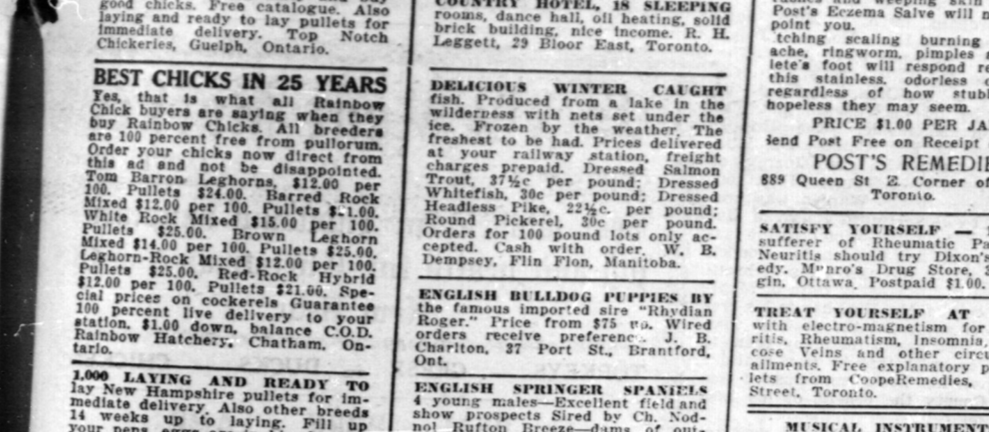 good chicks. Free catalogue. Also
laying and ready to lay pullets for
immediate delivery. Top Notch
Chickeries, Guelph, Ontario.
BEST CHICKS IN 25 YEARS
Yes, that is what all Rainbow
Chick buyers are saying when they
buy Rainbow Chicks. All breeders
are 100 percent free from pullorum.
Order your chicks now direct from
this ad and not be disappointed.
Tom Barron Leghorns, $12.00 per
100. Pullets $24.00. Barred Rock
Mixed $12.00 per 100. Pullets
White Rock Mixed $15.00 per 100.
Pullets $25.00. Brown Leghorn
Mixed $14.00 per 100. Pullets $25.00.
Leghorn-Rock Mixed $12.00 per 100.
Pullets $25.00. Red-Rock Hybrid
$12.00 per 100. Pullets $21.00. Spe-
cial prices on cockerels Guarantee
100 percent live delivery to your
station. $1.00 down, balance C.O.D.
Rainbow Hatchery, Chatham, On-
tario.
1,000 LAYING AND READY TO
lay New Hampshire pullets for im-
mediate delivery. Also other breeds
14 weeks up to laying. Fill up
your pens
COUNTRY HOTEL, 18 SLEEPING
rooms, dance hall, oil heating, solid
brick building, nice income. R. H.
Leggett, 29 Bloor East, Toronto.
DELICIOUS WINTER CAUGHT
fish. Produced from a lake in the
wilderness with nets set under the
ice. Frozen by the weather. The
freshest to be had. Prices delivered
at your railway station, freight
charges prepaid. Dressed Salmon
Trout, 37½c per pound; Dressed
Whitefish, 30c per pound; Dressed
Headless Pike, 22½c. per pound;
Round Pickerel, 30c per pound.
Orders for 100 pound lots only ac-
cepted. Cash with order. W. B.
Dempsey, Flin Flon, Manitoba.
ENGLISH BULLDOG PUPPIES BY
the famous imported sire "Rhydian
Roger." Price from $75 up. Wired
orders receive preference. J. B.
Charlton, 37 Port St., Brantford,
Ont.
ENGLISH SPRINGER SPANIELS
4 young males—Excellent field and
show prospects Sired by Ch. Nod-
nol Rufton Breeze—dams of out-
Post's Eczema Salve will n
point you.
tching scaling burning
ache, ringworm, pimples
lete's foot will respond re
this stainless, odorless
regardless of how stub
hopeless they may seem.
PRICE $1.00 PER JA
Send Post Free on Receipt
POST'S REMEDIE
889 Queen St E. Corner of
Toronto.
SATISFY YOURSELF —
sufferer of Rheumatic Pa
Neuritis should try Dixon's
edy. Munro's Drug Store, 3
gin, Ottawa, Postpaid $1.00.
TREAT YOURSELF AT
with electro-magnetism for
ritis, Rheumatism, Insomnia,
cose Veins and other circu
ailments. Free explanatory p
lets from CoopeRemedies,
Street, Toronto.
MUSICAL INSTRUMENT